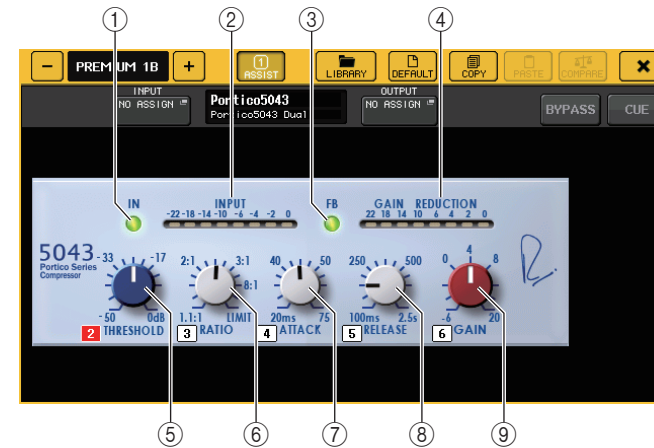 ① ② ③ ④
− PREMIUM 1B + 1 ASSIST LIBRARY DEFAULT COPY PASTE COMPARE ×
INPUT
NO ASSIGN
Portico5043
Portico5043 Dual
OUTPUT
NO ASSIGN
BYPASS CUE
IN
INPUT
-22 -18 -14 -10 -6 -4 -2 0
FB
GAIN REDUCTION
22 18 14 10 6 4 2 0
5043
Portico Series
Compressor
-33 -17
-50 0dB
2 THRESHOLD
2:1 3:1
8:1
1.1:1 LIMIT
3 RATIO
40 50
20ms 75
4 ATTACK
250 500
100ms 2.5s
5 RELEASE
0 4 8
-6 20
6 GAIN
⑤ ⑥ ⑦ ⑧ ⑨